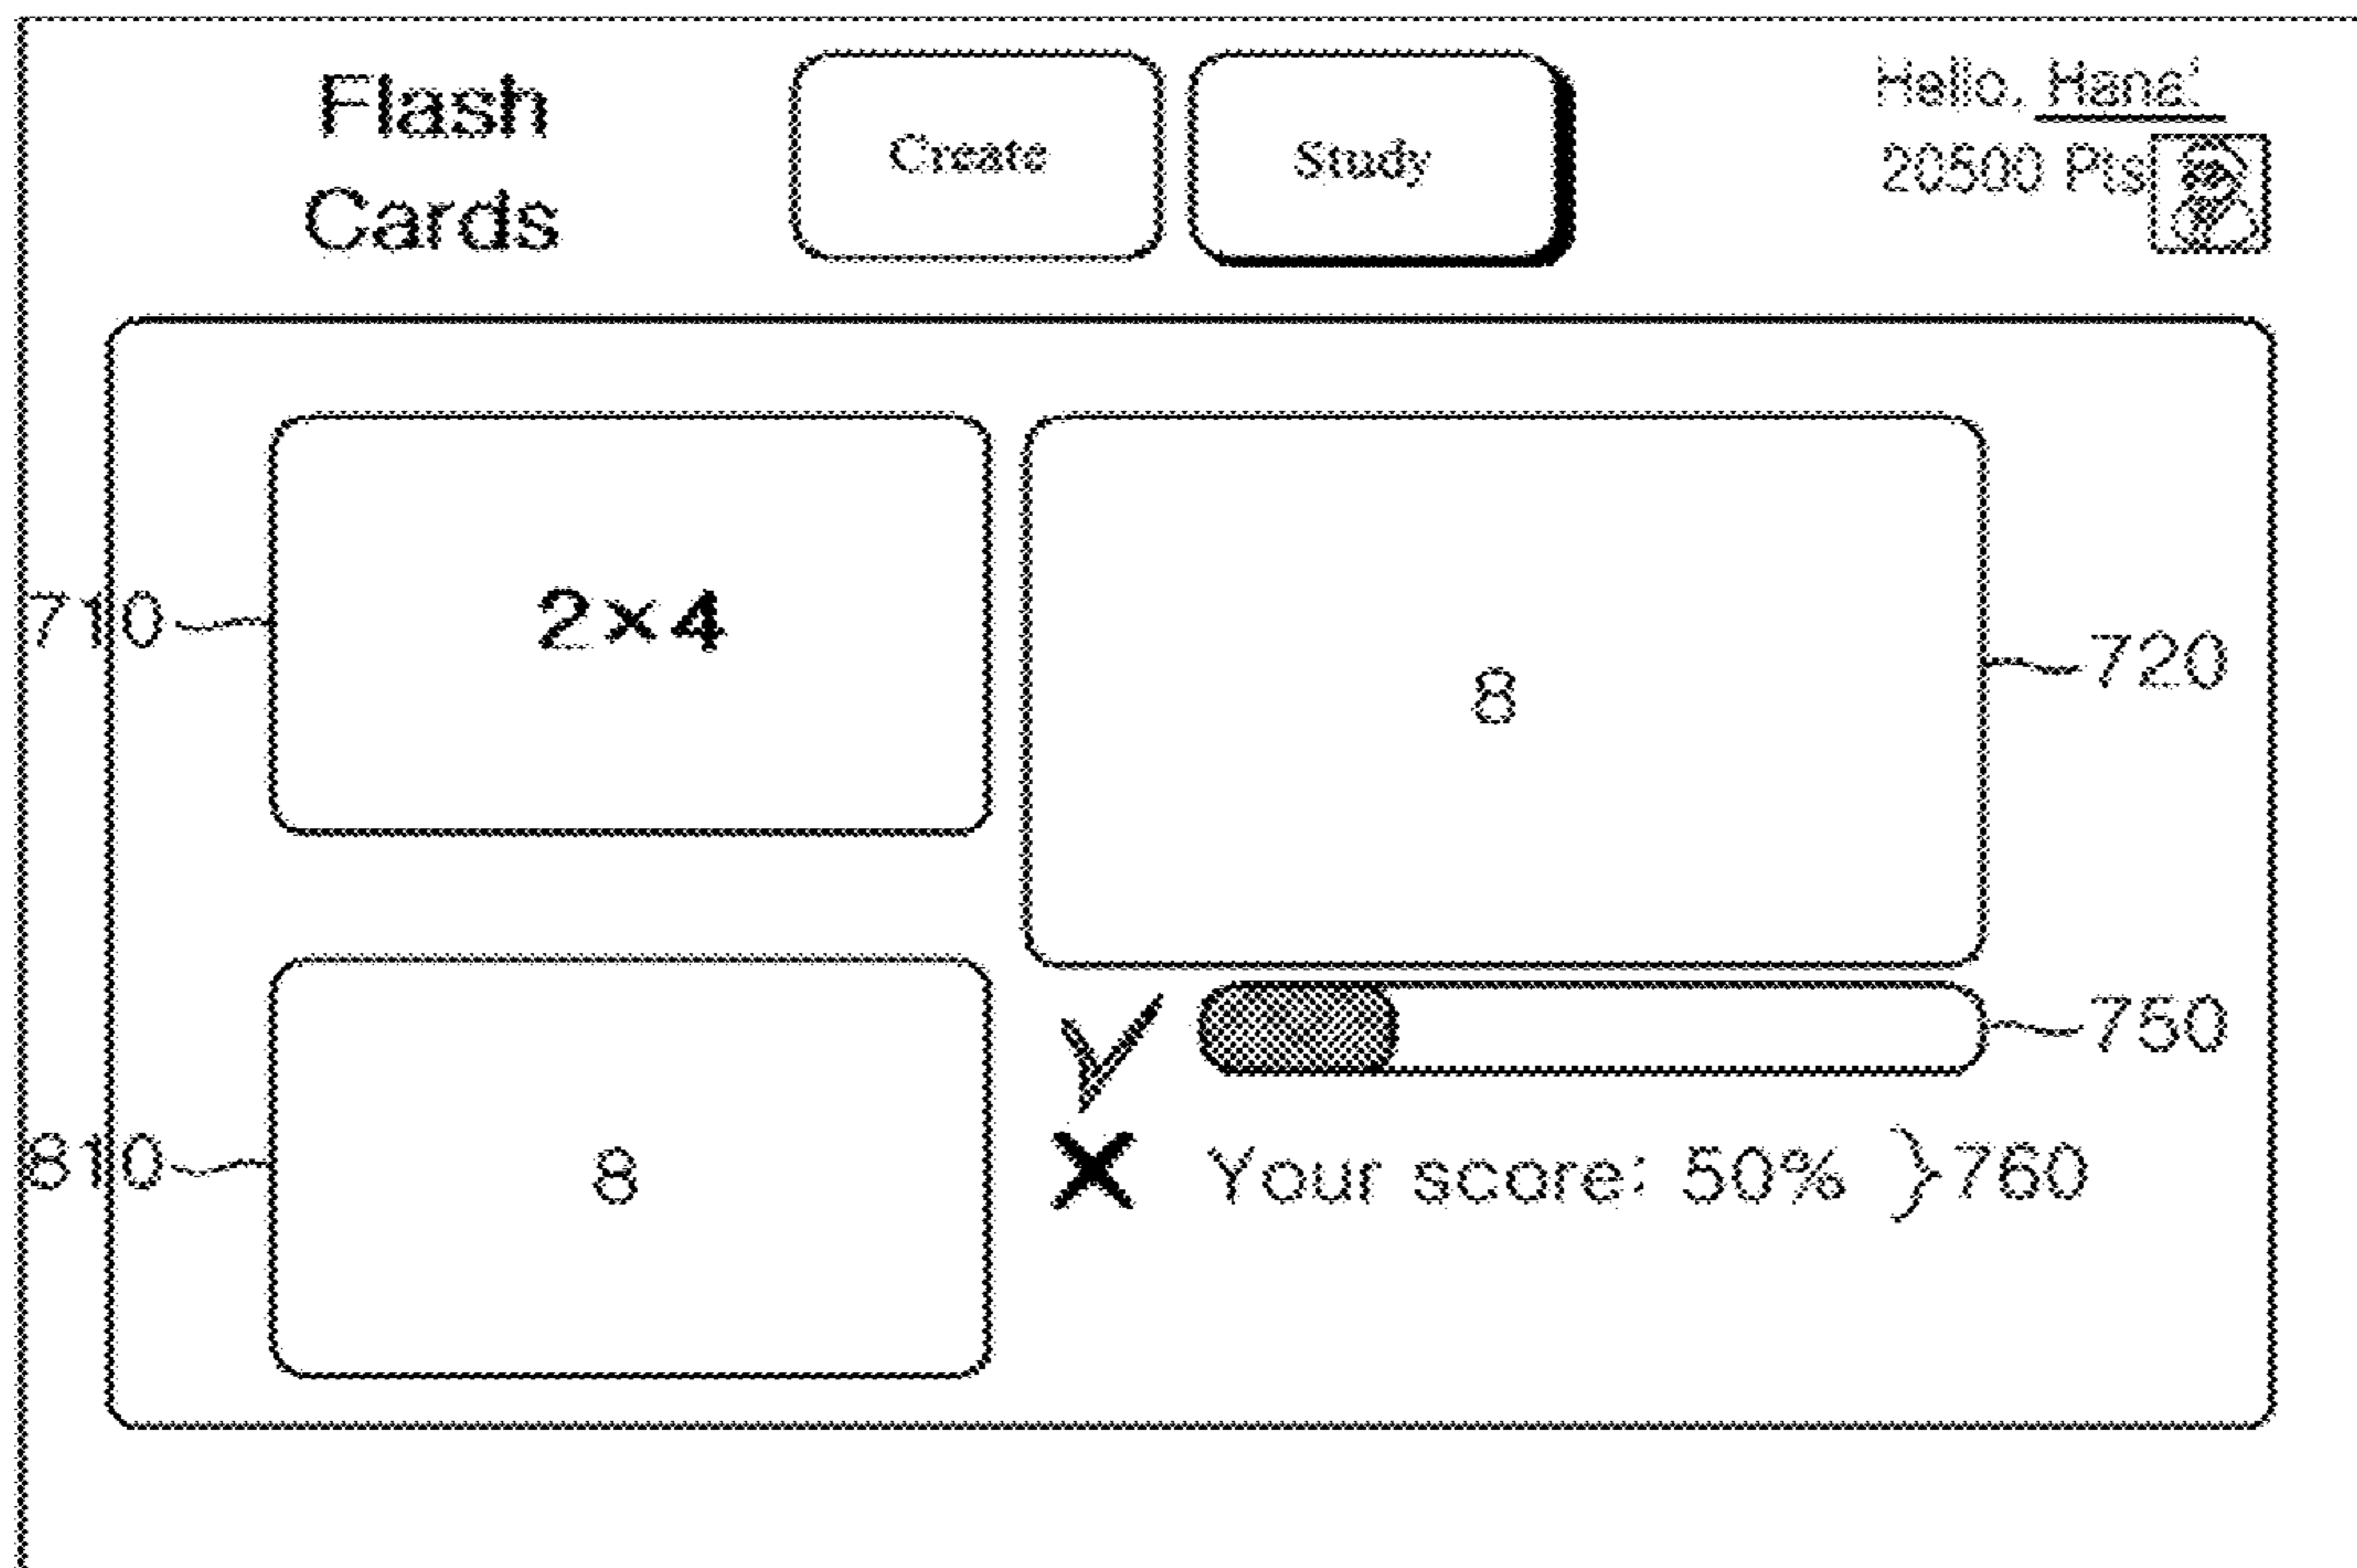 Flash
Cards
Create
Study
Hello, Hana!
20500 Pts
710
2×4
8
720
750
810
8
Your score: 50%
760